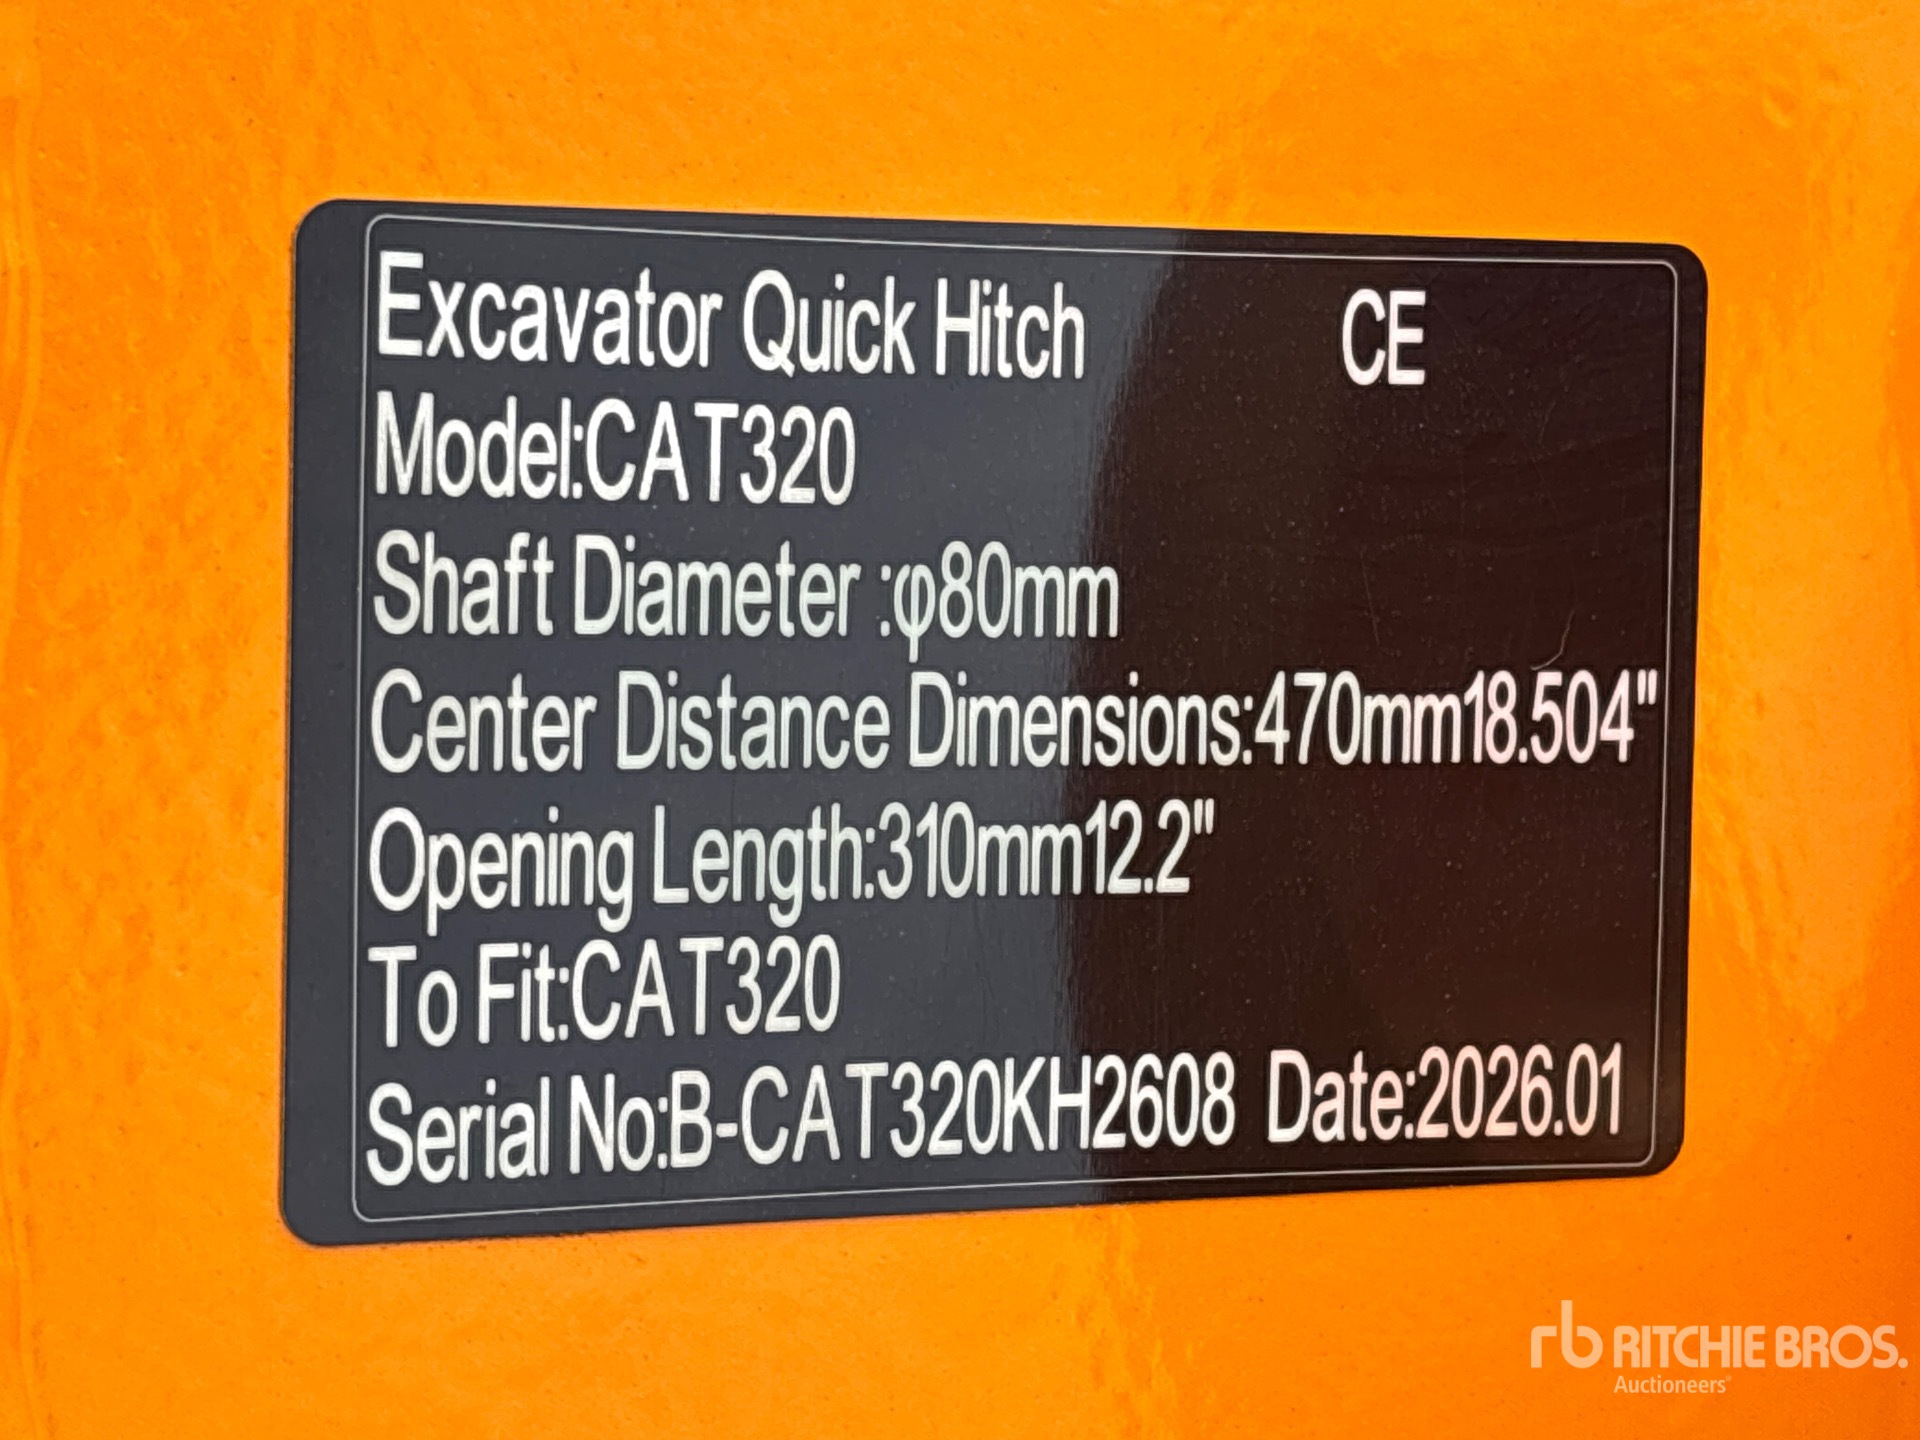 Excavator Quick Hitch CE
Model:CAT320
Shaft Diameter :φ80mm
Center Distance Dimensions:470mm18.504"
Opening Length:310mm12.2"
To Fit:CAT320
Serial No:B-CAT320KH2608 Date:2026.01
rb RITCHIE BROS.
Auctioneers